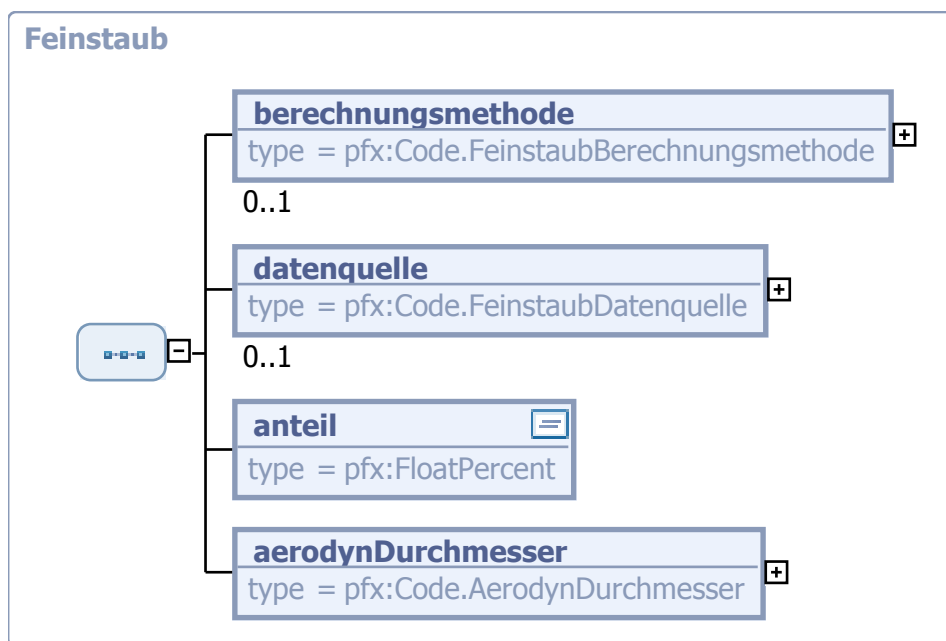 Feinstaub
berechnungsmethode
type = pfx:Code.FeinstaubBerechnungsmethode
0..1
datenquelle
type = pfx:Code.FeinstaubDatenquelle
0..1
anteil
type = pfx:FloatPercent
aerodynDurchmesser
type = pfx:Code.AerodynDurchmesser